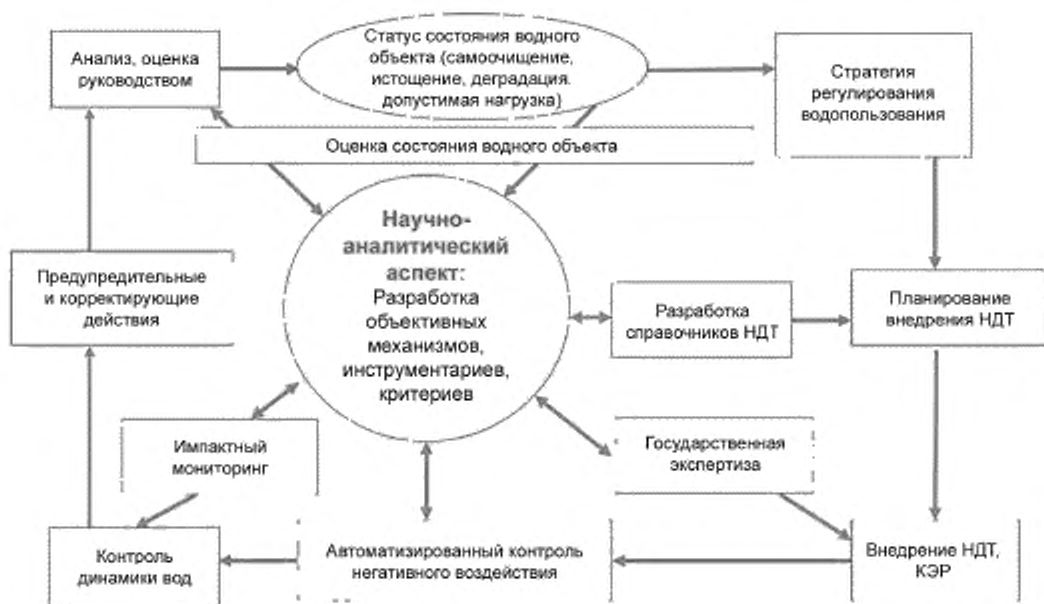 Анализ, оценка
руководством
Статус состояния водного
объекта (самоочищение,
истощение, деградация.
допустимая нагрузка)
Стратегия
регулирования
водопользования
Оценка состояния водного объекта
Научно-
аналитический
аспект:
Разработка
объективных
механизмов,
инструментариев,
критериев
Предупредительные
и корректирующие
действия
Разработка
справочников НДТ
Планирование
внедрения НДТ
Импактный
мониторинг
Государственная
экспертиза
Контроль
динамики вод
Автоматизированный контроль
негативного воздействия
Внедрение НДТ,
КЭР